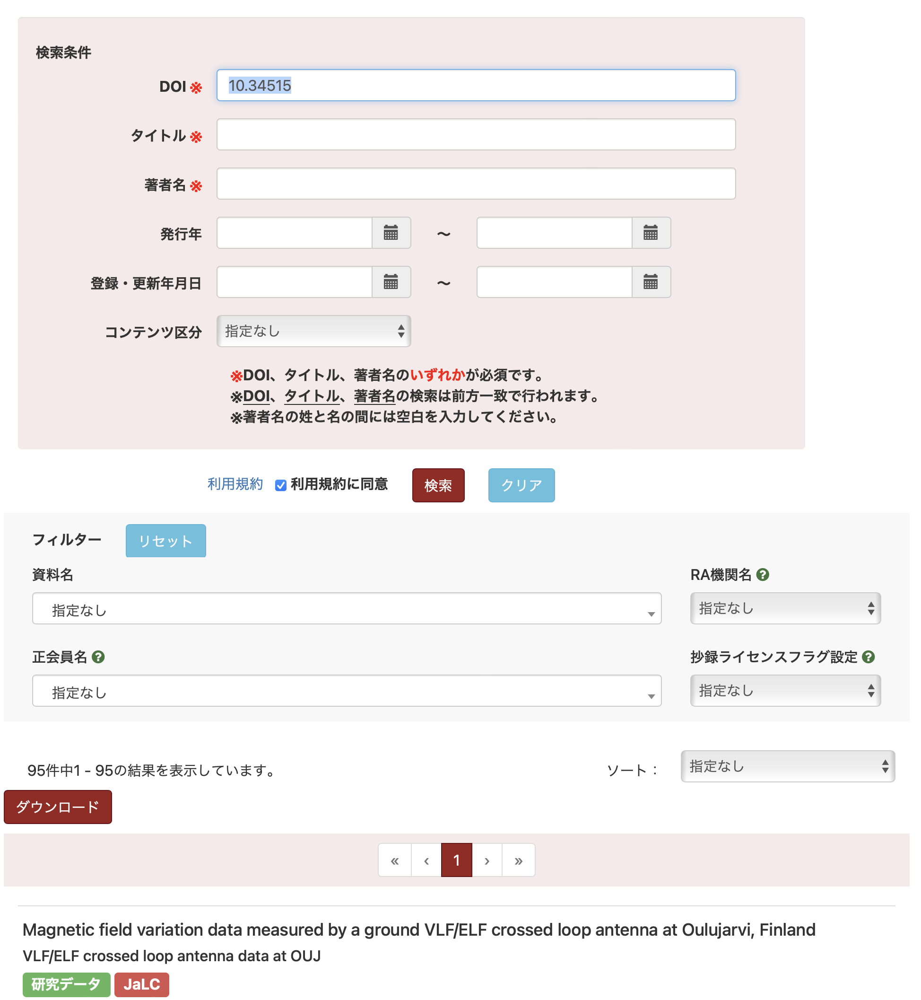 検索条件
DOI ※ 10.34515
タイトル ※
著者名 ※
発行年 ～
登録・更新年月日 ～
コンテンツ区分 指定なし
※DOI、タイトル、著者名のいずれかが必須です。
※DOI、タイトル、著者名の検索は前方一致で行われます。
※著者名の姓と名の間には空白を入力してください。
利用規約 利用規約に同意 検索 クリア
フィルター リセット
資料名 RA機関名 ?
指定なし 指定なし
正会員名 ? 抄録ライセンスフラグ設定 ?
指定なし 指定なし
95件中1 - 95の結果を表示しています。 ソート： 指定なし
ダウンロード
« ‹ 1 › »
Magnetic field variation data measured by a ground VLF/ELF crossed loop antenna at Oulujarvi, Finland
VLF/ELF crossed loop antenna data at OUJ
研究データ JaLC